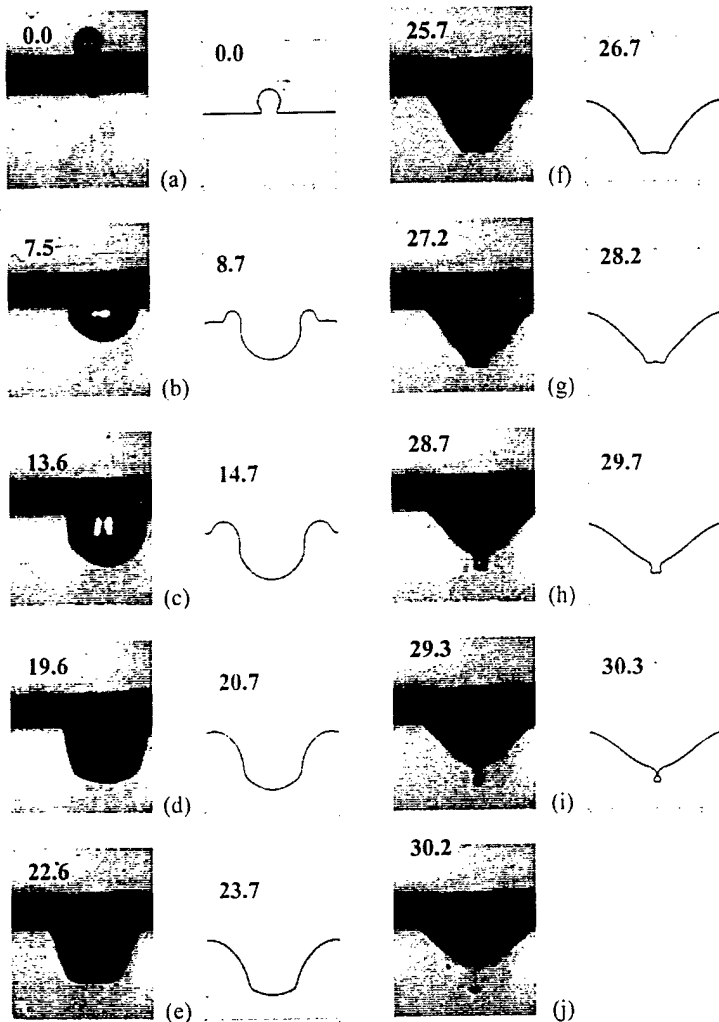 0.0
0.0
(a)
7.5
8.7
(b)
13.6
14.7
(c)
19.6
20.7
(d)
22.6
23.7
(e)
25.7
26.7
(f)
27.2
28.2
(g)
28.7
29.7
(h)
29.3
30.3
(i)
30.2
(j)